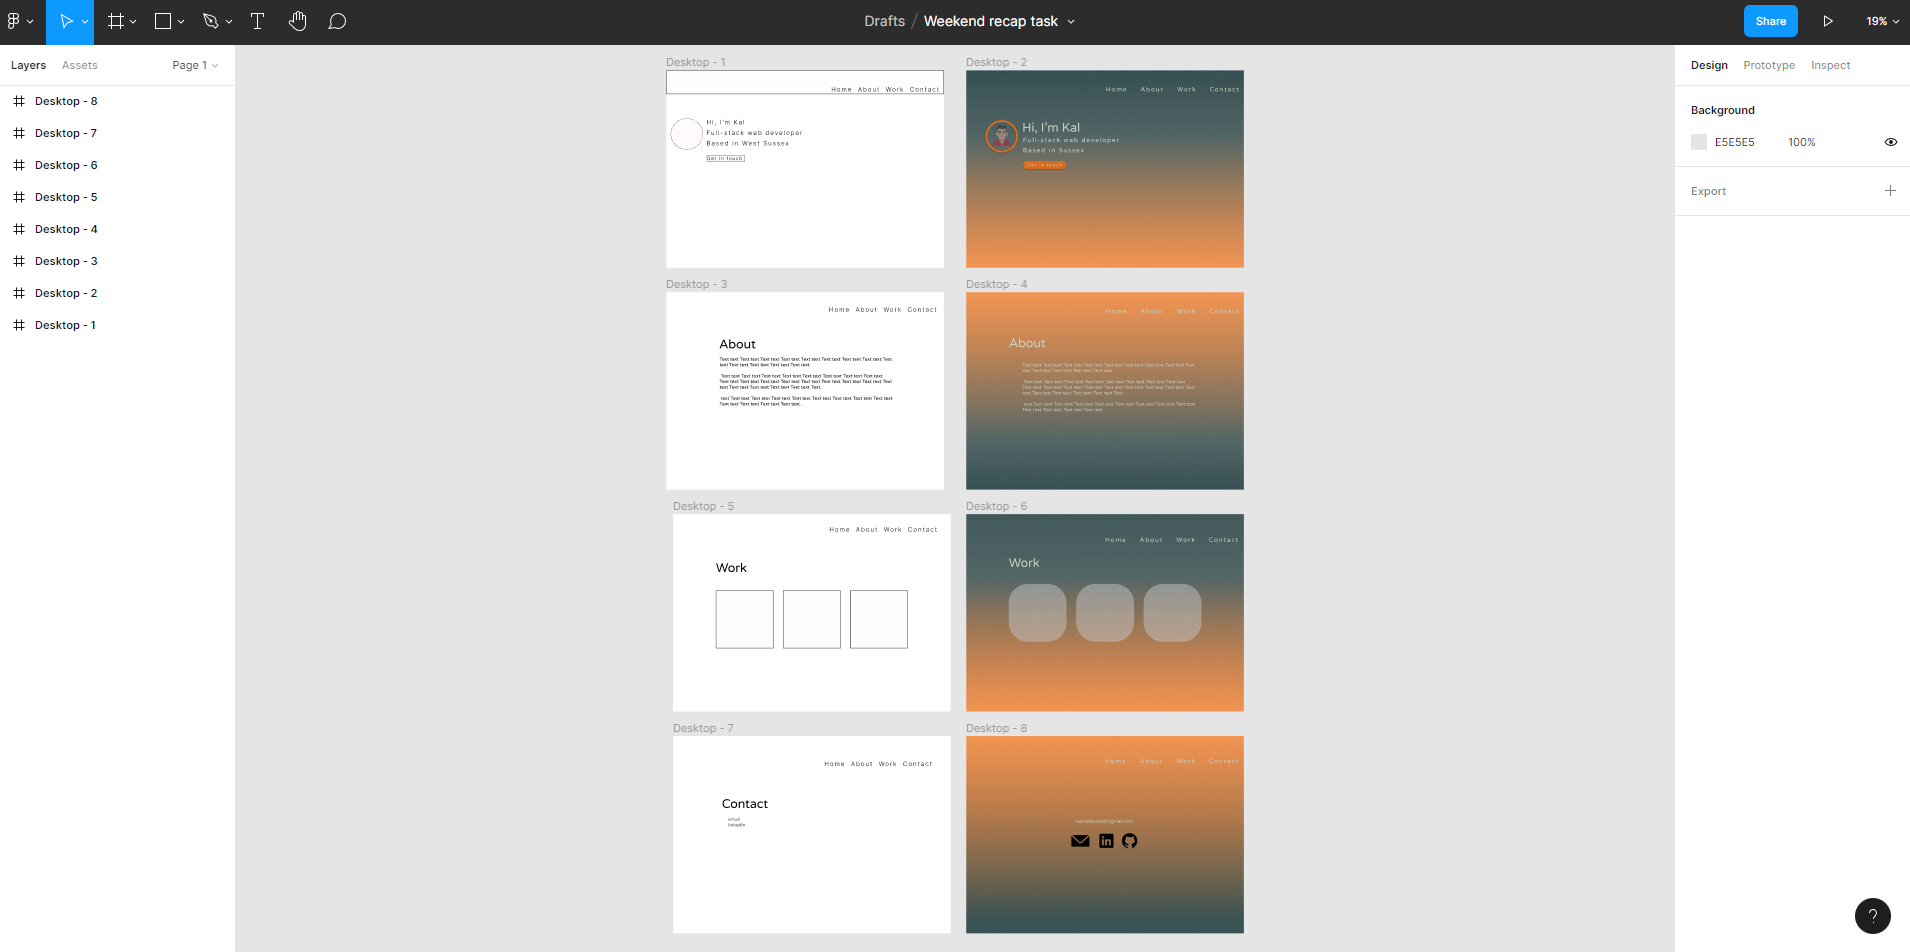 Drafts / Weekend recap task
Share
19%
Layers
Assets
Page 1
Desktop - 8
Desktop - 7
Desktop - 6
Desktop - 5
Desktop - 4
Desktop - 3
Desktop - 2
Desktop - 1
Desktop - 1
Home About Work Contact
Hi, I'm Kal
Full-stack web developer
Based in West Sussex
Get in touch
Desktop - 2
Home About Work Contact
Hi, I'm Kal
Full-stack web developer
Based in Sussex
Get in touch
Desktop - 3
Home About Work Contact
About
Desktop - 4
Home About Work Contact
About
Desktop - 5
Home About Work Contact
Work
Desktop - 6
Home About Work Contact
Work
Desktop - 7
Home About Work Contact
Contact
email
linkedIn
Desktop - 8
Home About Work Contact
in
Design
Prototype
Inspect
Background
E5E5E5
100%
Export
?